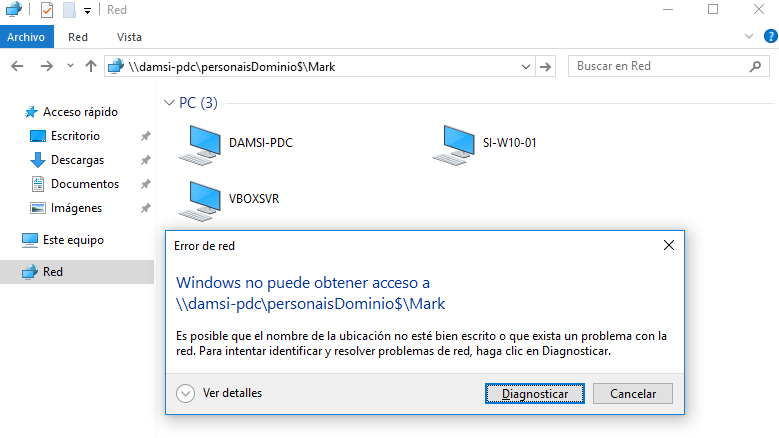 Red
Archivo Red Vista
\\damsi-pdc\personaisDominio$\Mark
Buscar en Red
Acceso rápido
Escritorio
Descargas
Documentos
Imágenes
Este equipo
Red
PC (3)
DAMSI-PDC
SI-W10-01
VBOXSVR
Error de red
Windows no puede obtener acceso a
\\damsi-pdc\personaisDominio$\Mark
Es posible que el nombre de la ubicación no esté bien escrito o que exista un problema con la
red. Para intentar identificar y resolver problemas de red, haga clic en Diagnosticar.
Ver detalles
Diagnosticar
Cancelar